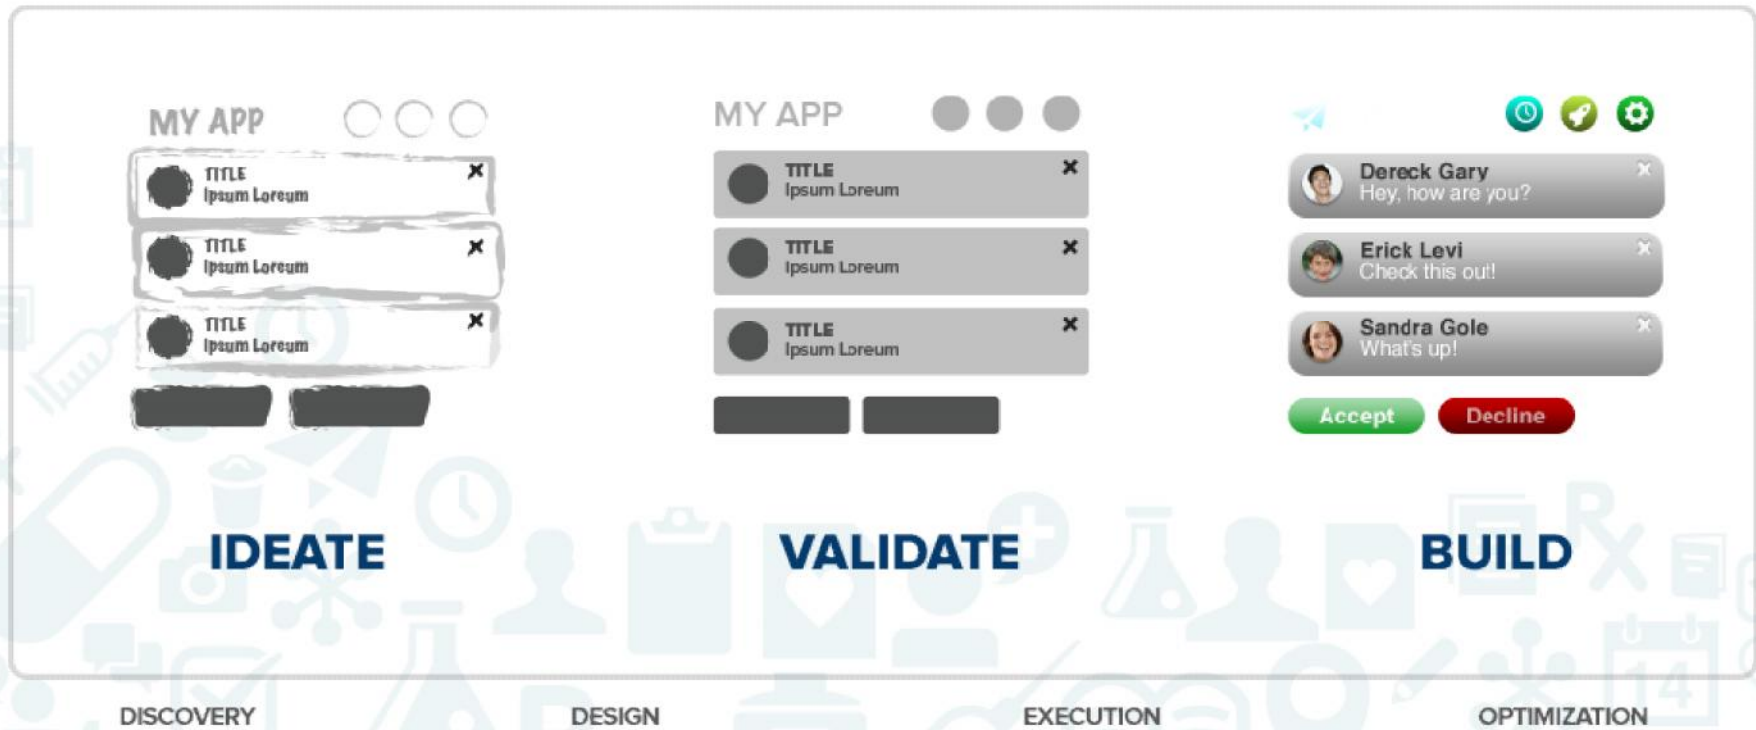 MY APP
TITLE
Ipsum Loreum
TITLE
Ipsum Loreum
TITLE
Ipsum Loreum
IDEATE
MY APP
TITLE
Ipsum Loreum
TITLE
Ipsum Loreum
TITLE
Ipsum Loreum
VALIDATE
Dereck Gary
Hey, how are you?
Erick Levi
Check this out!
Sandra Gole
What's up!
Accept Decline
BUILD
Rx
14
DISCOVERY DESIGN EXECUTION OPTIMIZATION